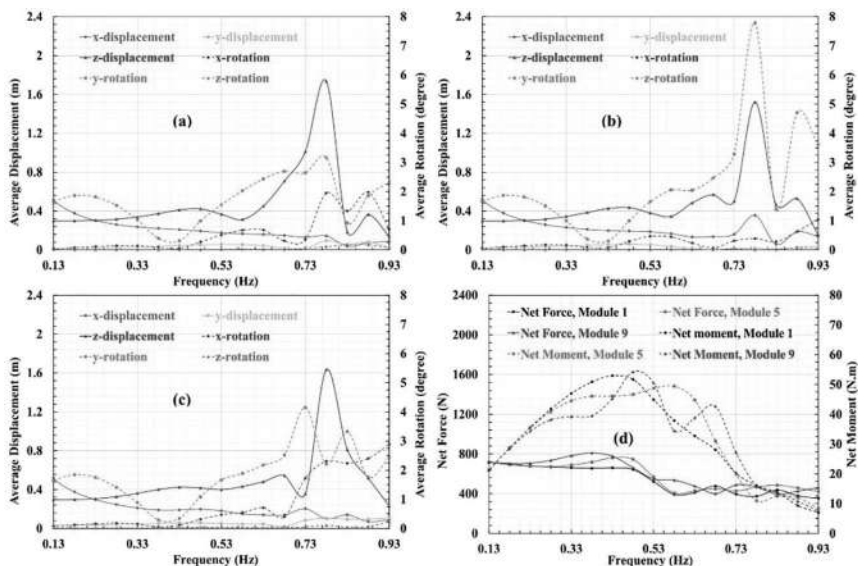 2.4
2
1.6
1.2
0.8
0.4
0
Average Displacement (m)
x-displacement
y-displacement
z-displacement
x-rotation
y-rotation
z-rotation
(a)
8
7
6
5
4
3
2
1
0
Average Rotation (degree)
0.13 0.33 0.53 0.73 0.93
Frequency (Hz)
2.4
2
1.6
1.2
0.8
0.4
0
Average Displacement (m)
x-displacement
y-displacement
z-displacement
x-rotation
y-rotation
z-rotation
(b)
8
7
6
5
4
3
2
1
0
Average Rotation (degree)
0.13 0.33 0.53 0.73 0.93
Frequency (Hz)
2.4
2
1.6
1.2
0.8
0.4
0
Average Displacement (m)
x-displacement
y-displacement
z-displacement
x-rotation
y-rotation
z-rotation
(c)
8
7
6
5
4
3
2
1
0
Average Rotation (degree)
0.13 0.33 0.53 0.73 0.93
Frequency (Hz)
2400
2000
1600
1200
800
400
0
Net Force (N)
Net Force, Module 1
Net Force, Module 5
Net Force, Module 9
Net moment, Module 1
Net Moment, Module 5
Net Moment, Module 9
(d)
80
70
60
50
40
30
20
10
0
Net Moment (N.m)
0.13 0.33 0.53 0.73 0.93
Frequency (Hz)